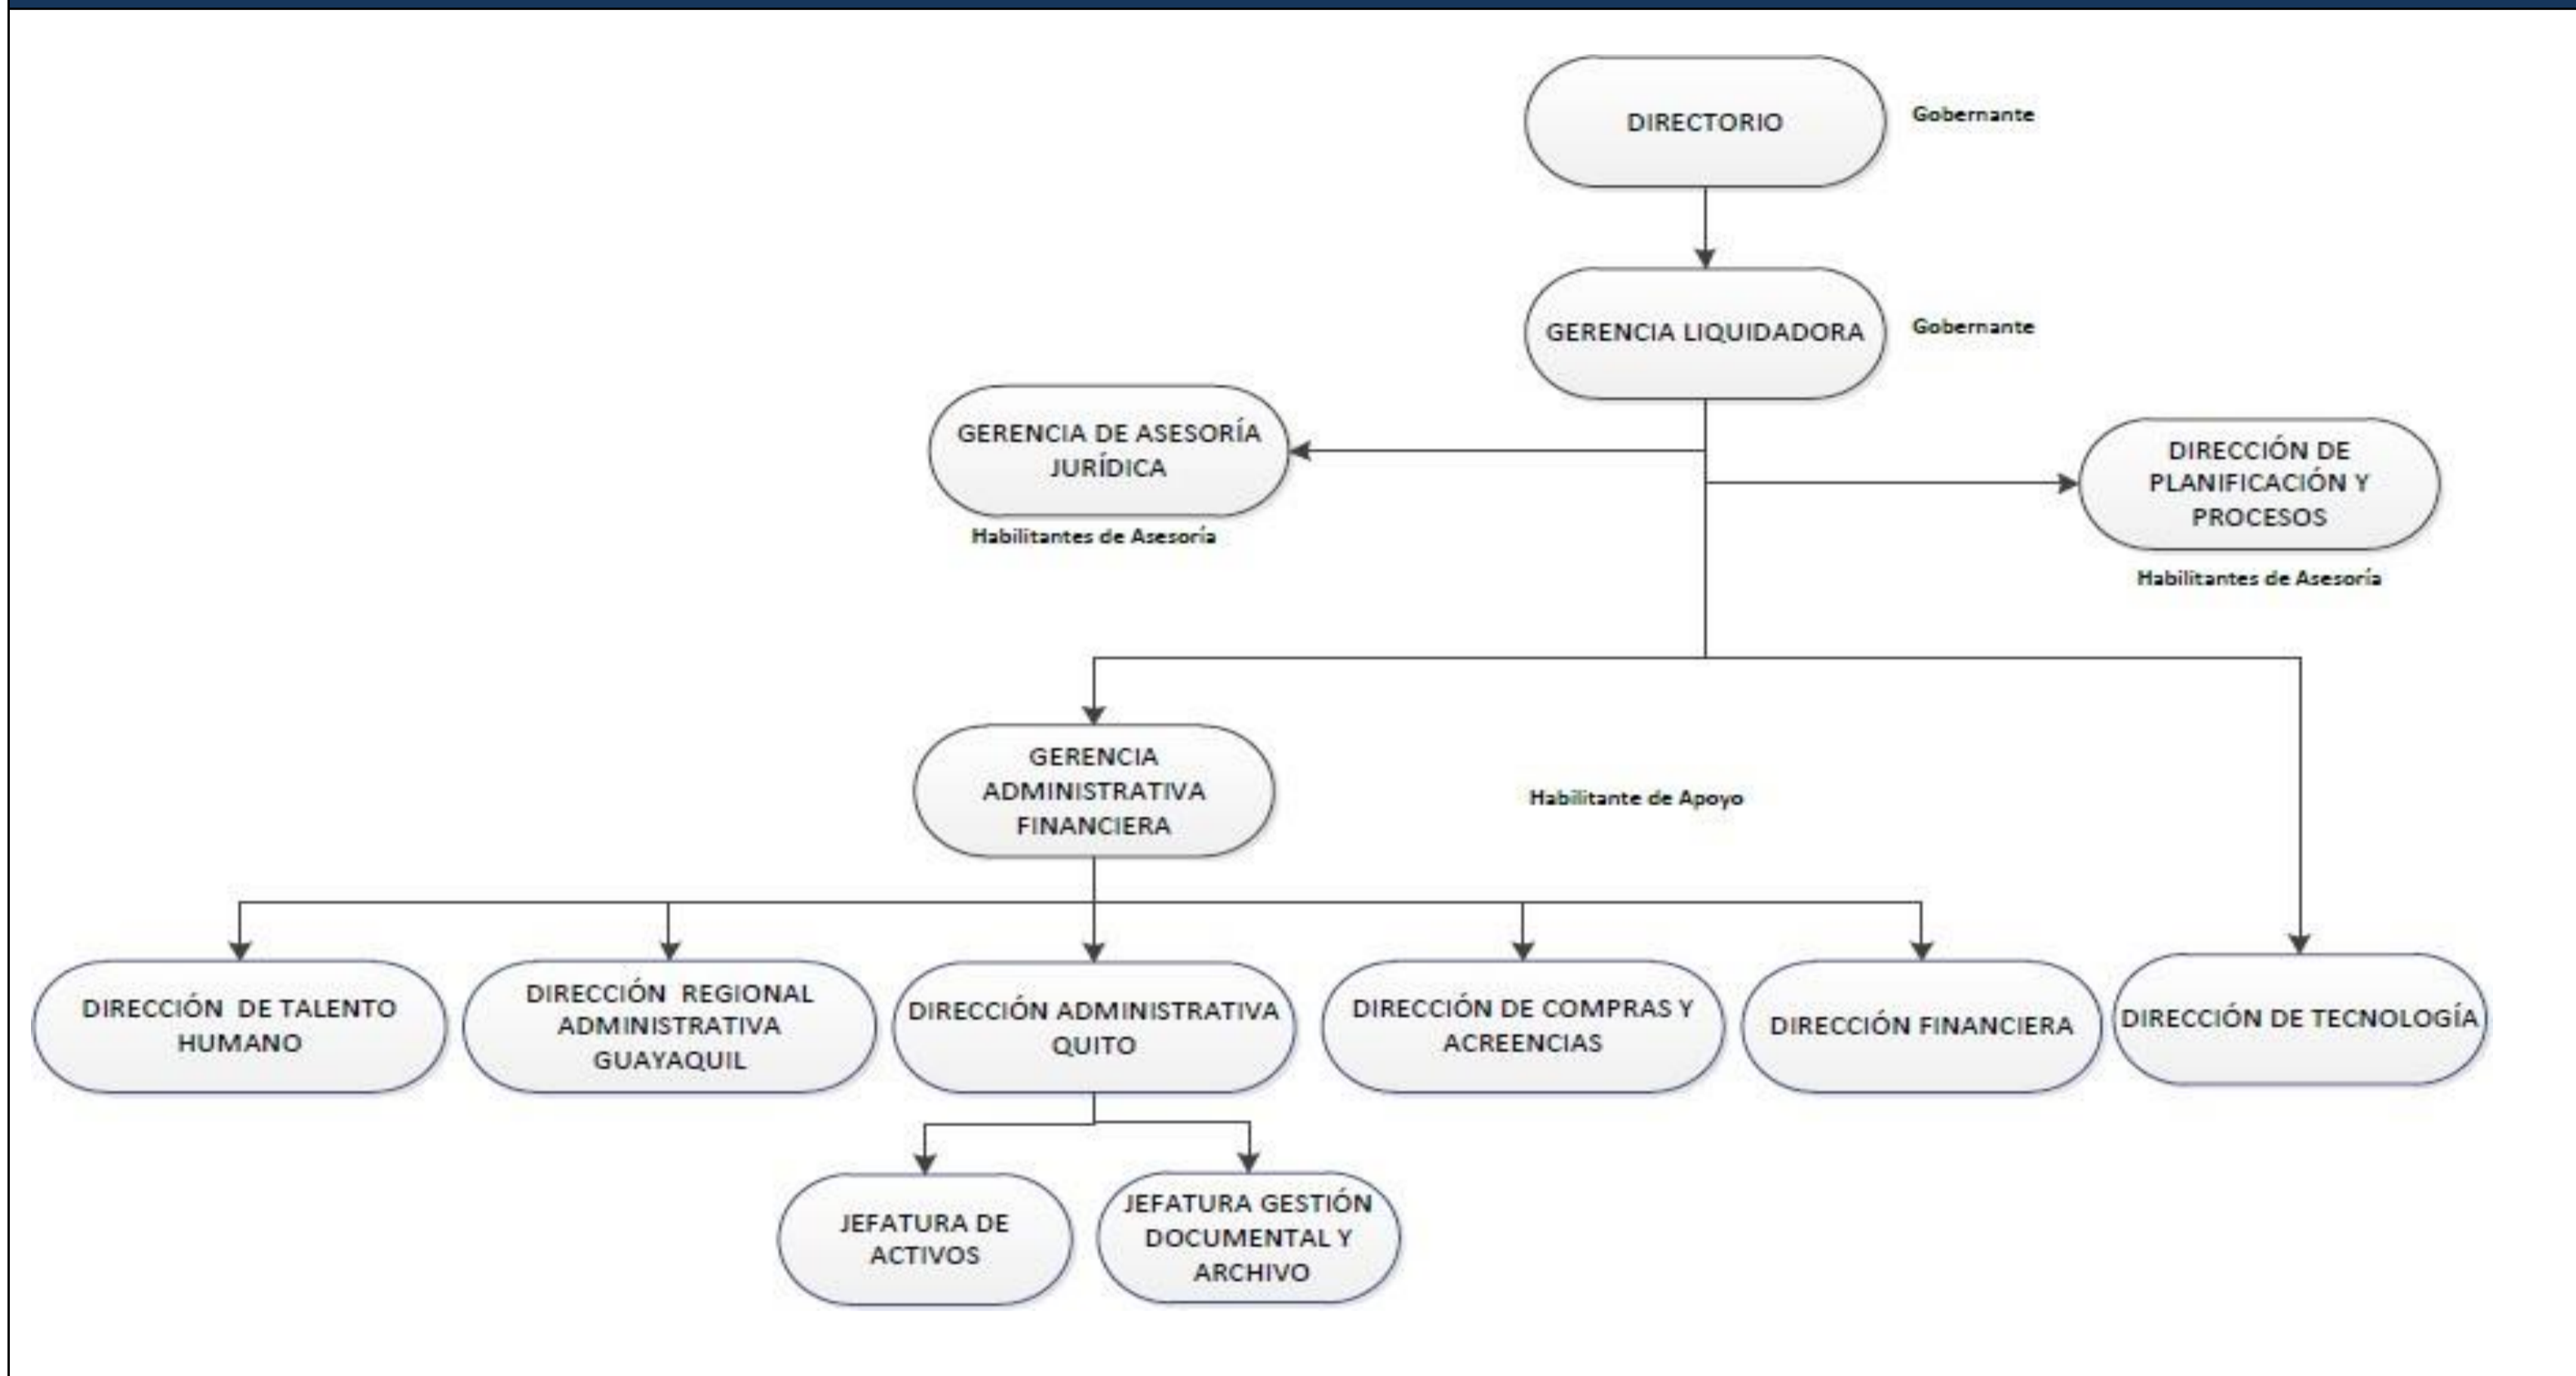 DIRECTORIO
Gobernante
GERENCIA LIQUIDADORA
Gobernante
GERENCIA DE ASESORÍA
JURÍDICA
Habilitantes de Asesoría
DIRECCIÓN DE
PLANIFICACIÓN Y
PROCESOS
Habilitantes de Asesoría
GERENCIA
ADMINISTRATIVA
FINANCIERA
Habilitante de Apoyo
DIRECCIÓN DE TALENTO
HUMANO
DIRECCIÓN REGIONAL
ADMINISTRATIVA
GUAYAQUIL
DIRECCIÓN ADMINISTRATIVA
QUITO
DIRECCIÓN DE COMPRAS Y
ACREENCIAS
DIRECCIÓN FINANCIERA
DIRECCIÓN DE TECNOLOGÍA
JEFATURA DE
ACTIVOS
JEFATURA GESTIÓN
DOCUMENTAL Y
ARCHIVO